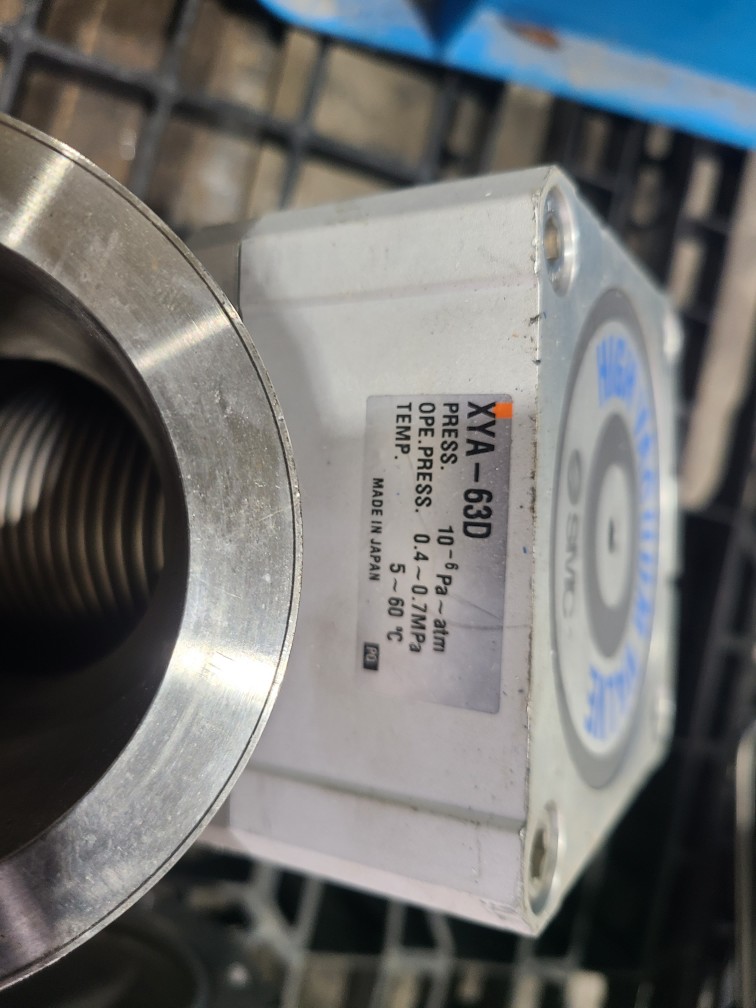 XYA-63D
PRESS. 10⁻⁶ Pa ~ atm
OPE.PRESS. 0.4~0.7MPa
TEMP. 5~60 ℃
MADE IN JAPAN PO
HIGH VACUUM VALVE
SMC